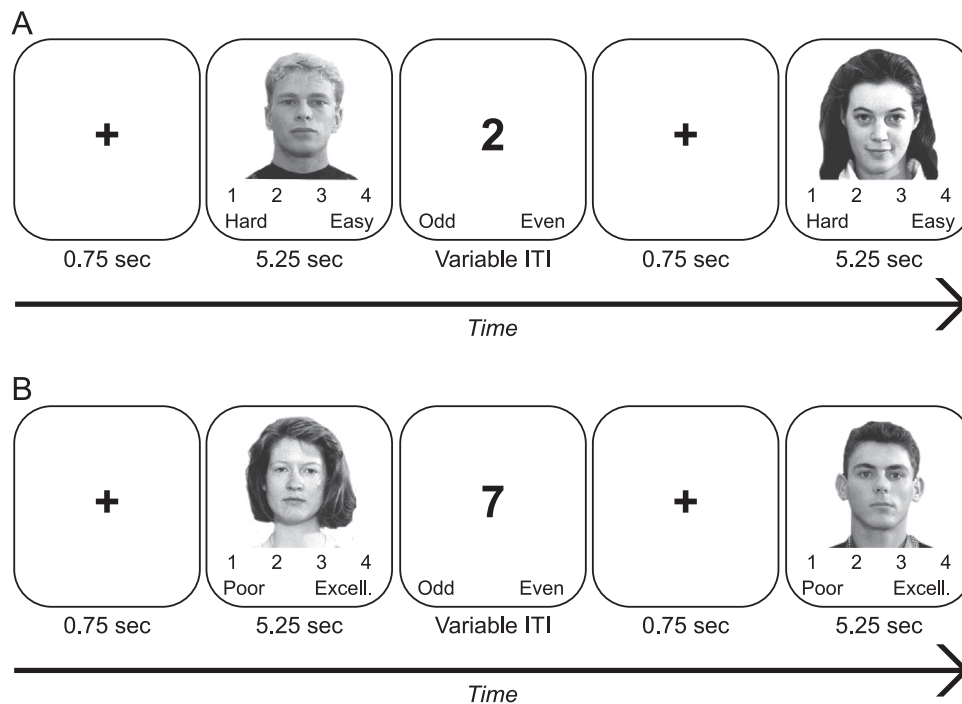 A
+ 2 +
1 2 3 4 1 2 3 4
Hard Easy Odd Even Hard Easy
0.75 sec 5.25 sec Variable ITI 0.75 sec 5.25 sec
Time
B
+ 7 +
1 2 3 4 1 2 3 4
Poor Excell. Odd Even Poor Excell.
0.75 sec 5.25 sec Variable ITI 0.75 sec 5.25 sec
Time